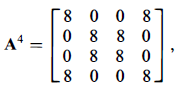 A⁴ = [8 0 0 8
0 8 8 0
0 8 8 0
8 0 0 8],